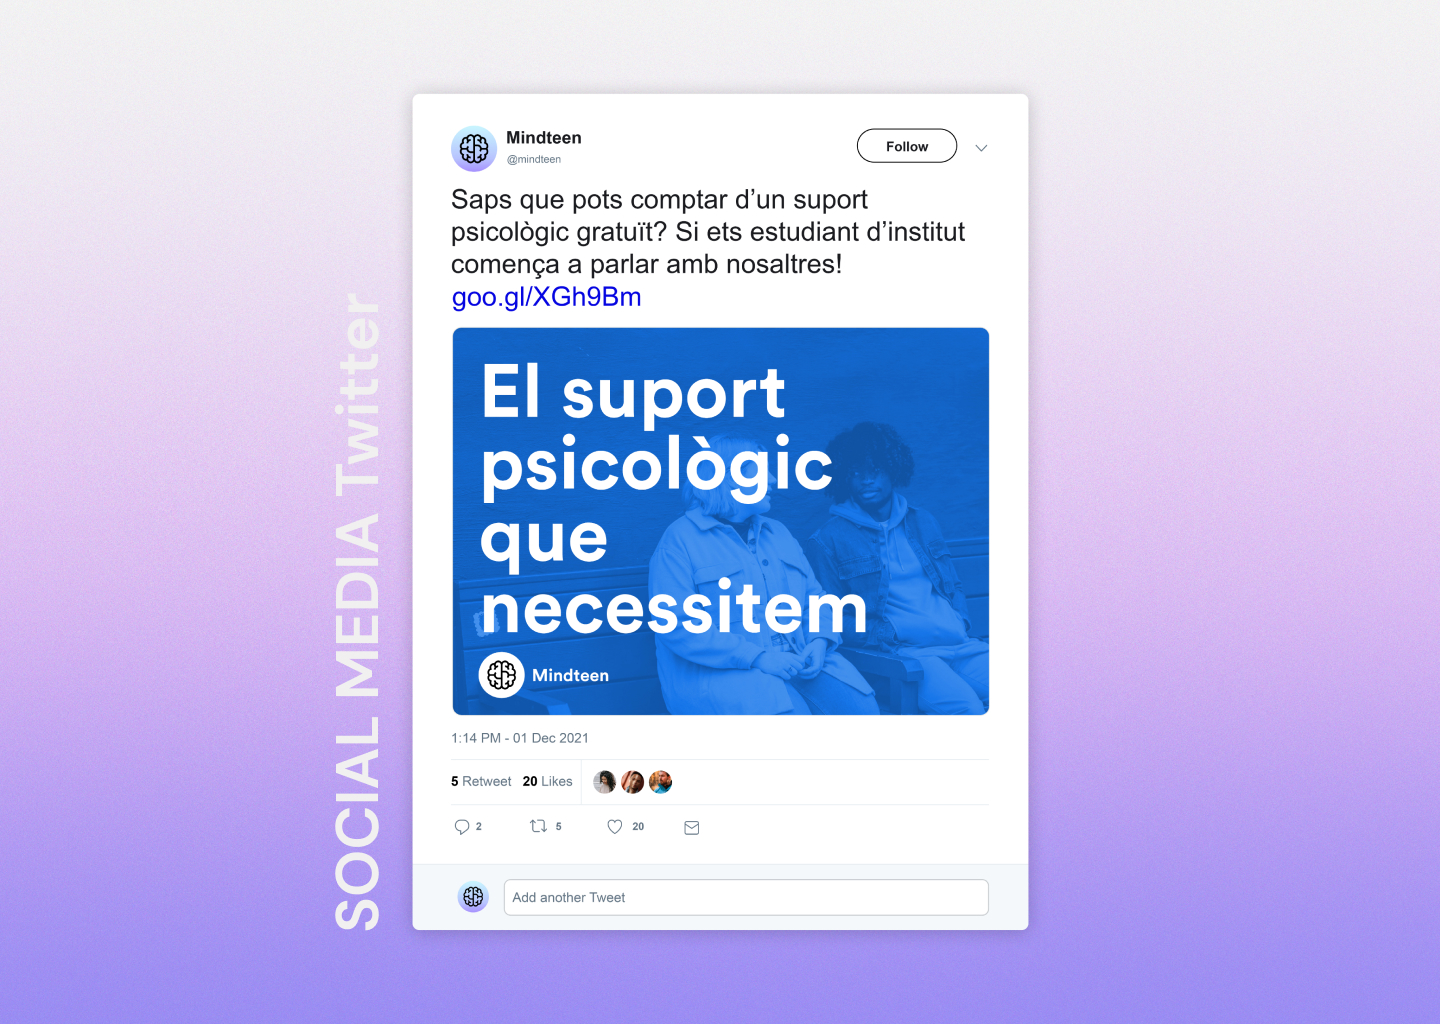 SOCIAL MEDIA Twitter
Mindteen
@mindteen
Follow
Saps que pots comptar d’un suport
psicològic gratuït? Si ets estudiant d’institut
comença a parlar amb nosaltres!
goo.gl/XGh9Bm
El suport
psicològic
que
necessitem
Mindteen
1:14 PM - 01 Dec 2021
5 Retweet 20 Likes
2 5 20
Add another Tweet